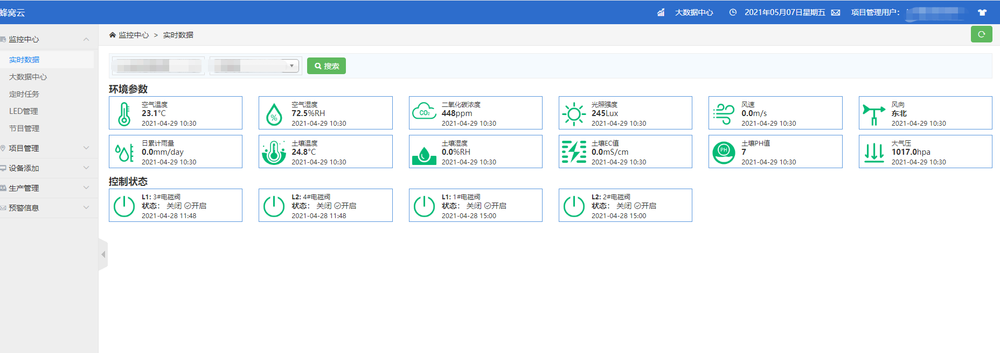 蜂窝云
大数据中心 2021年05月07日星期五 项目管理用户：
监控中心
实时数据
大数据中心
定时任务
LED管理
节目管理
项目管理
设备添加
生产管理
预警信息
监控中心 > 实时数据
搜索
环境参数
空气温度
23.1°C
2021-04-29 10:30
空气湿度
72.5%RH
2021-04-29 10:30
CO₂
二氧化碳浓度
448ppm
2021-04-29 10:30
光照强度
245Lux
2021-04-29 10:30
风速
0.0m/s
2021-04-29 10:30
风向
东北
2021-04-29 10:30
日累计雨量
0.0mm/day
2021-04-29 10:30
土壤温度
24.8°C
2021-04-29 10:30
土壤湿度
0.0%RH
2021-04-29 10:30
土壤EC值
0.0mS/cm
2021-04-29 10:30
PH
土壤PH值
7
2021-04-29 10:30
大气压
1017.0hpa
2021-04-29 10:30
控制状态
L1: 3#电磁阀
状态： 关闭 开启
2021-04-28 11:48
L2: 4#电磁阀
状态： 关闭 开启
2021-04-28 11:48
L1: 1#电磁阀
状态： 关闭 开启
2021-04-28 15:00
L2: 2#电磁阀
状态： 关闭 开启
2021-04-28 15:00